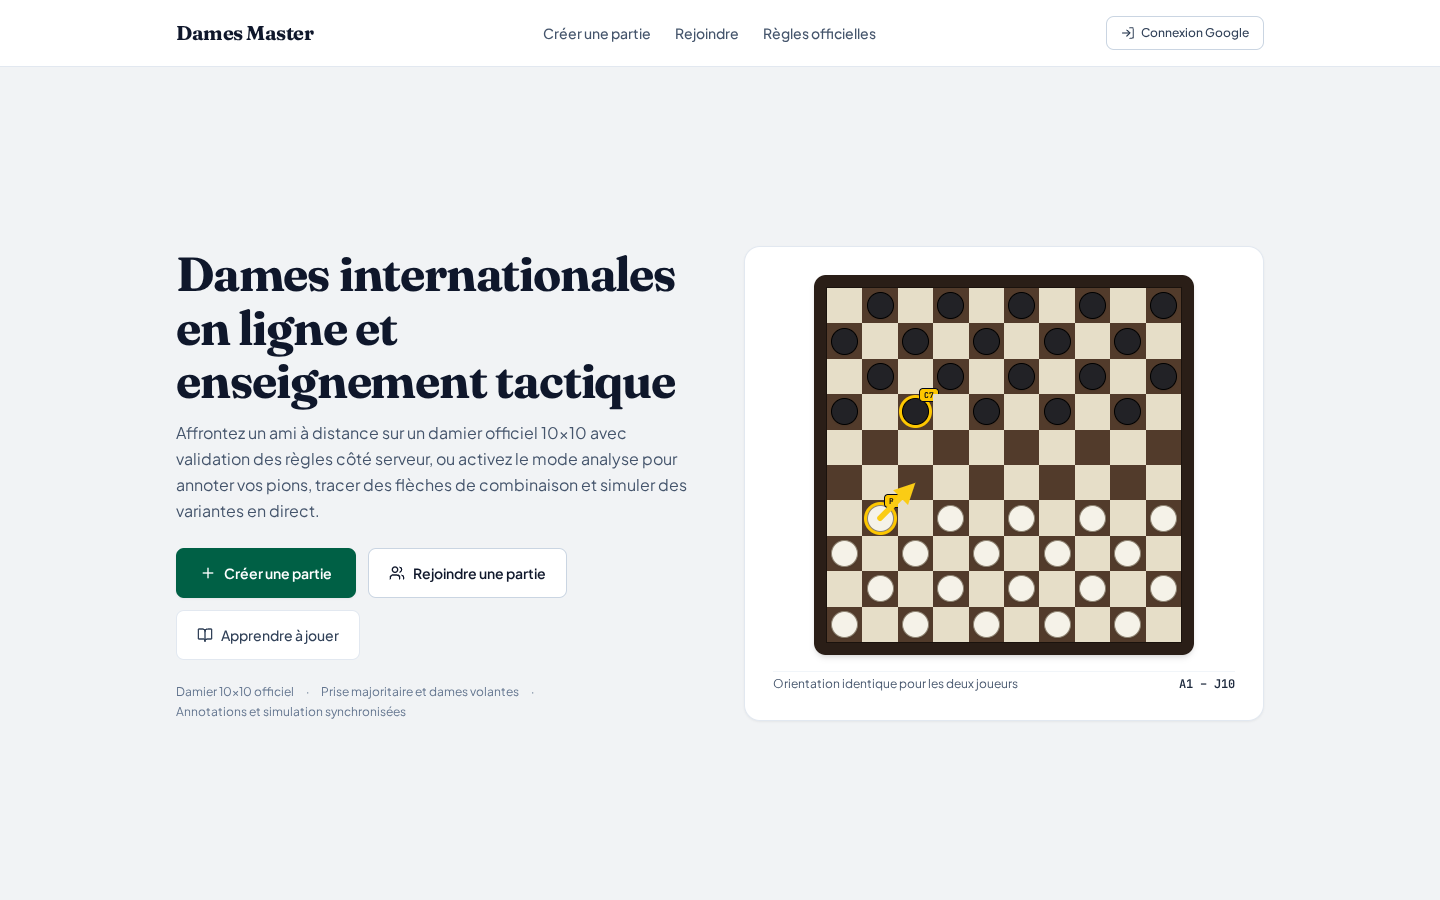 Dames Master
Créer une partie
Rejoindre
Règles officielles
Connexion Google
Dames internationales
en ligne et
enseignement tactique
Affrontez un ami à distance sur un damier officiel 10×10 avec
validation des règles côté serveur, ou activez le mode analyse pour
annoter vos pions, tracer des flèches de combinaison et simuler des
variantes en direct.
Créer une partie
Rejoindre une partie
Apprendre à jouer
Damier 10×10 officiel · Prise majoritaire et dames volantes ·
Annotations et simulation synchronisées
C7
P
Orientation identique pour les deux joueurs
A1 – J10